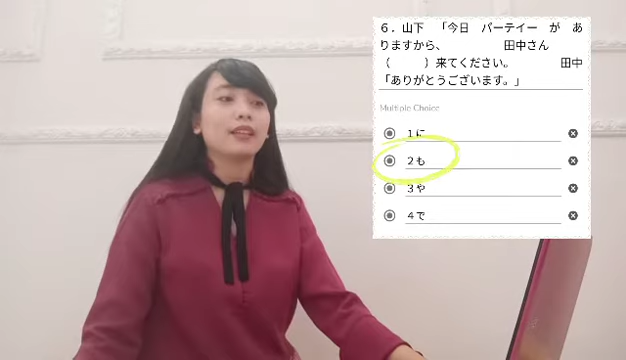 ６．山下　「今日　パーテイー　が　あ
りますから、　　　　　田中さん
（　　　）来てください。　　　　田中
「ありがとうございます。」
Multiple Choice
１に
２も
３や
４で